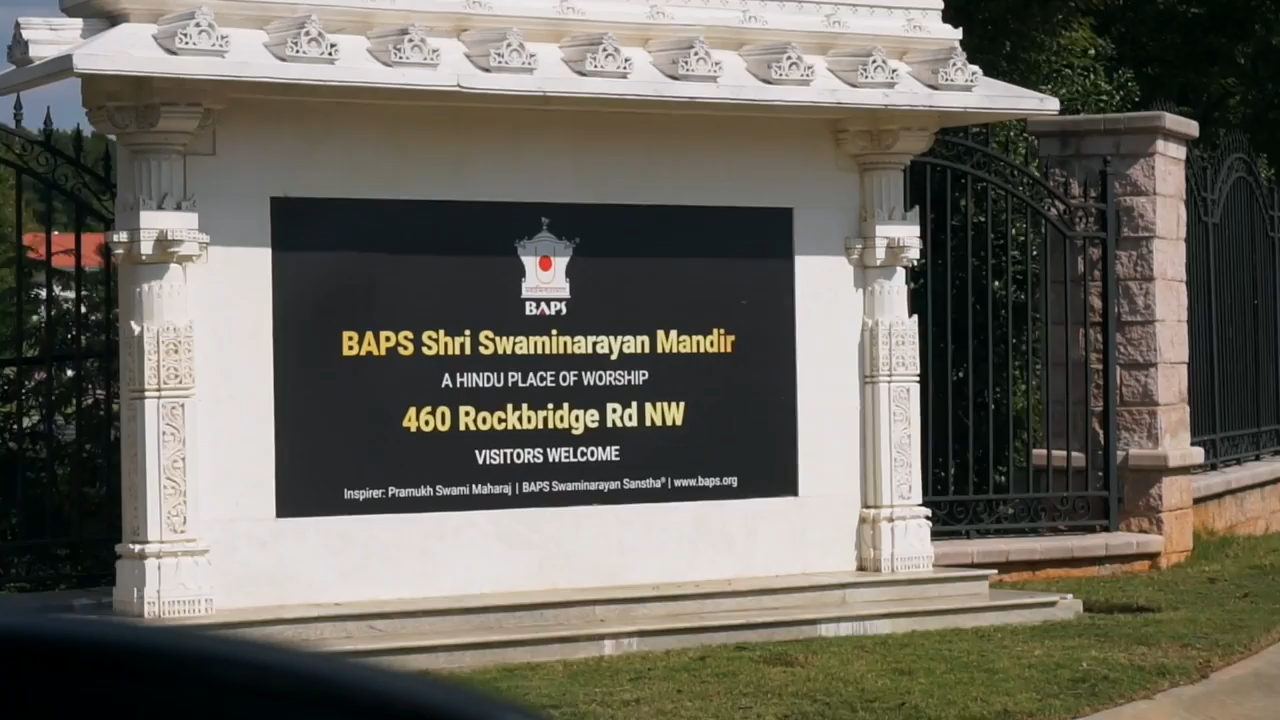 BAPS
BAPS Shri Swaminarayan Mandir
A HINDU PLACE OF WORSHIP
460 Rockbridge Rd NW
VISITORS WELCOME
Inspirer: Pramukh Swami Maharaj | BAPS Swaminarayan Sanstha® | www.baps.org